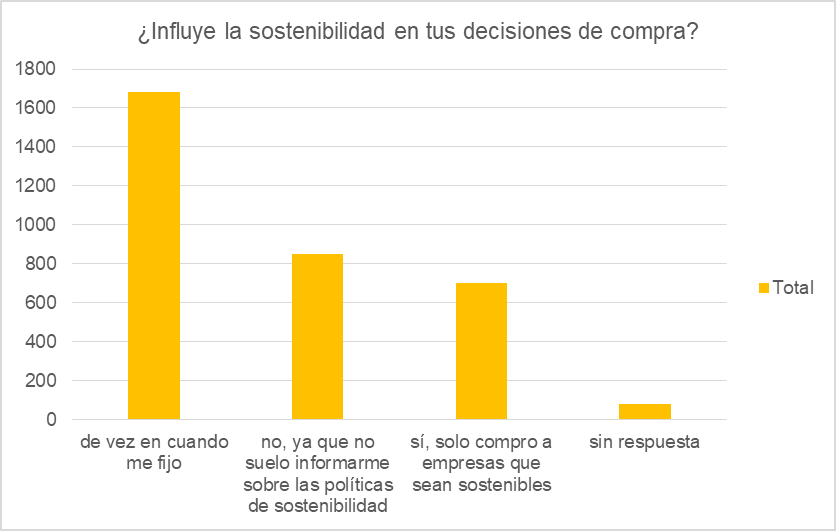 ¿Influye la sostenibilidad en tus decisiones de compra?
1800
1600
1400
1200
1000
800
600
400
200
0
de vez en cuando
me fijo
no, ya que no
suelo informarme
sobre las políticas
de sostenibilidad
sí, solo compro a
empresas que
sean sostenibles
sin respuesta
Total